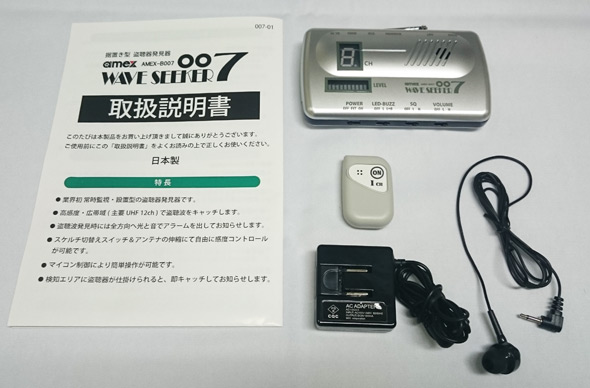 007-01
据置き型 盗聴器発見器
amex AMEX-B007
WAVE SEEKER 007
取扱説明書
このたびは本製品をお買い上げ頂きまして誠にありがとうございます。
ご使用前にこの「取扱説明書」をよくお読みの上で正しくお使いください。
日本製
特 長
● 業界初 常時監視・設置型の盗聴器発見器です。
● 高感度・広帯域 ( 主要 UHF 12ch ) で盗聴波をキャッチします。
● 盗聴波発見時には全方向へ光と音でアラームを出してお知らせします。
● スケルチ切替えスイッチ＆アンテナの伸縮にて自由に感度コントロール
が可能です。
● マイコン制御により簡単操作が可能です。
● 検知エリアに盗聴器が仕掛けられると、即キャッチしてお知らせします。
CH
LEVEL
WAVE SEEKER
POWER LED-BUZZ SQ VOLUME
ON
1 CH
AC ADAPTER